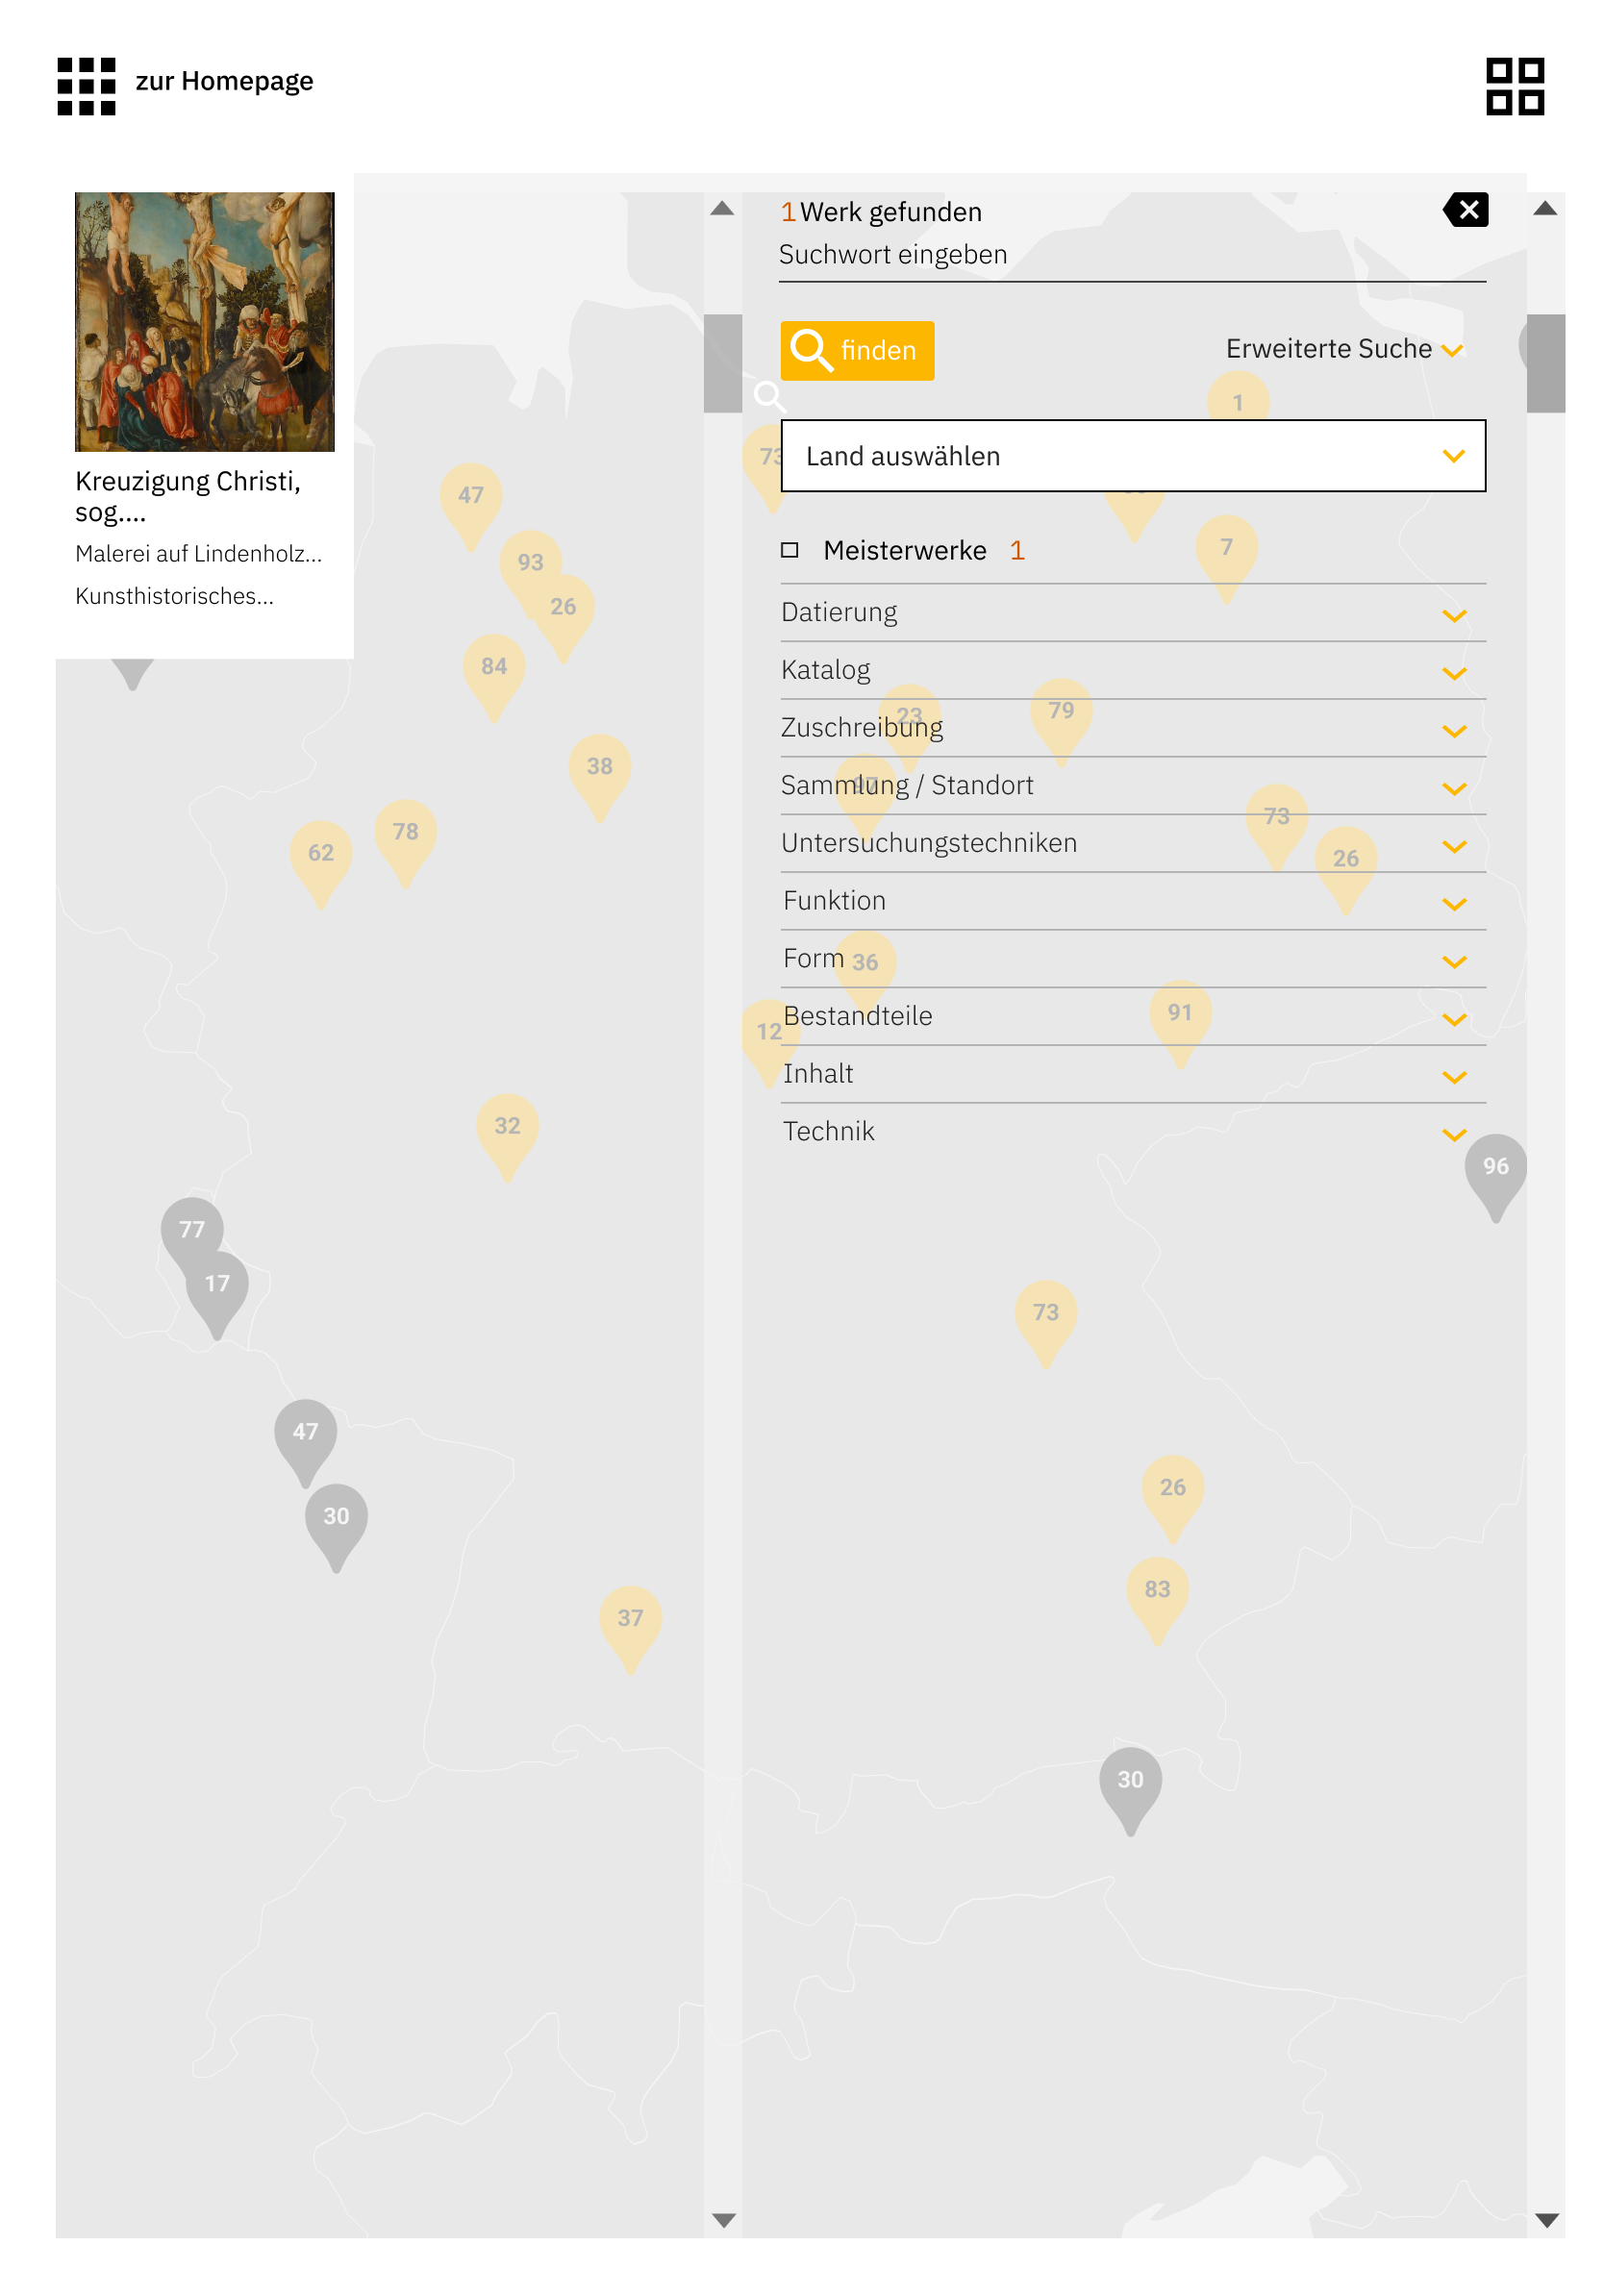 zur Homepage
Kreuzigung Christi,
sog....
Malerei auf Lindenholz...
Kunsthistorisches...
1 Werk gefunden
Suchwort eingeben
finden
Erweiterte Suche
Land auswählen
Meisterwerke 1
Datierung
Katalog
Zuschreibung
Sammlung / Standort
Untersuchungstechniken
Funktion
Form
Bestandteile
Inhalt
Technik
47
93
26
84
38
78
62
32
77
17
47
30
37
1
73
7
23
79
97
73
26
36
91
12
96
73
26
83
30